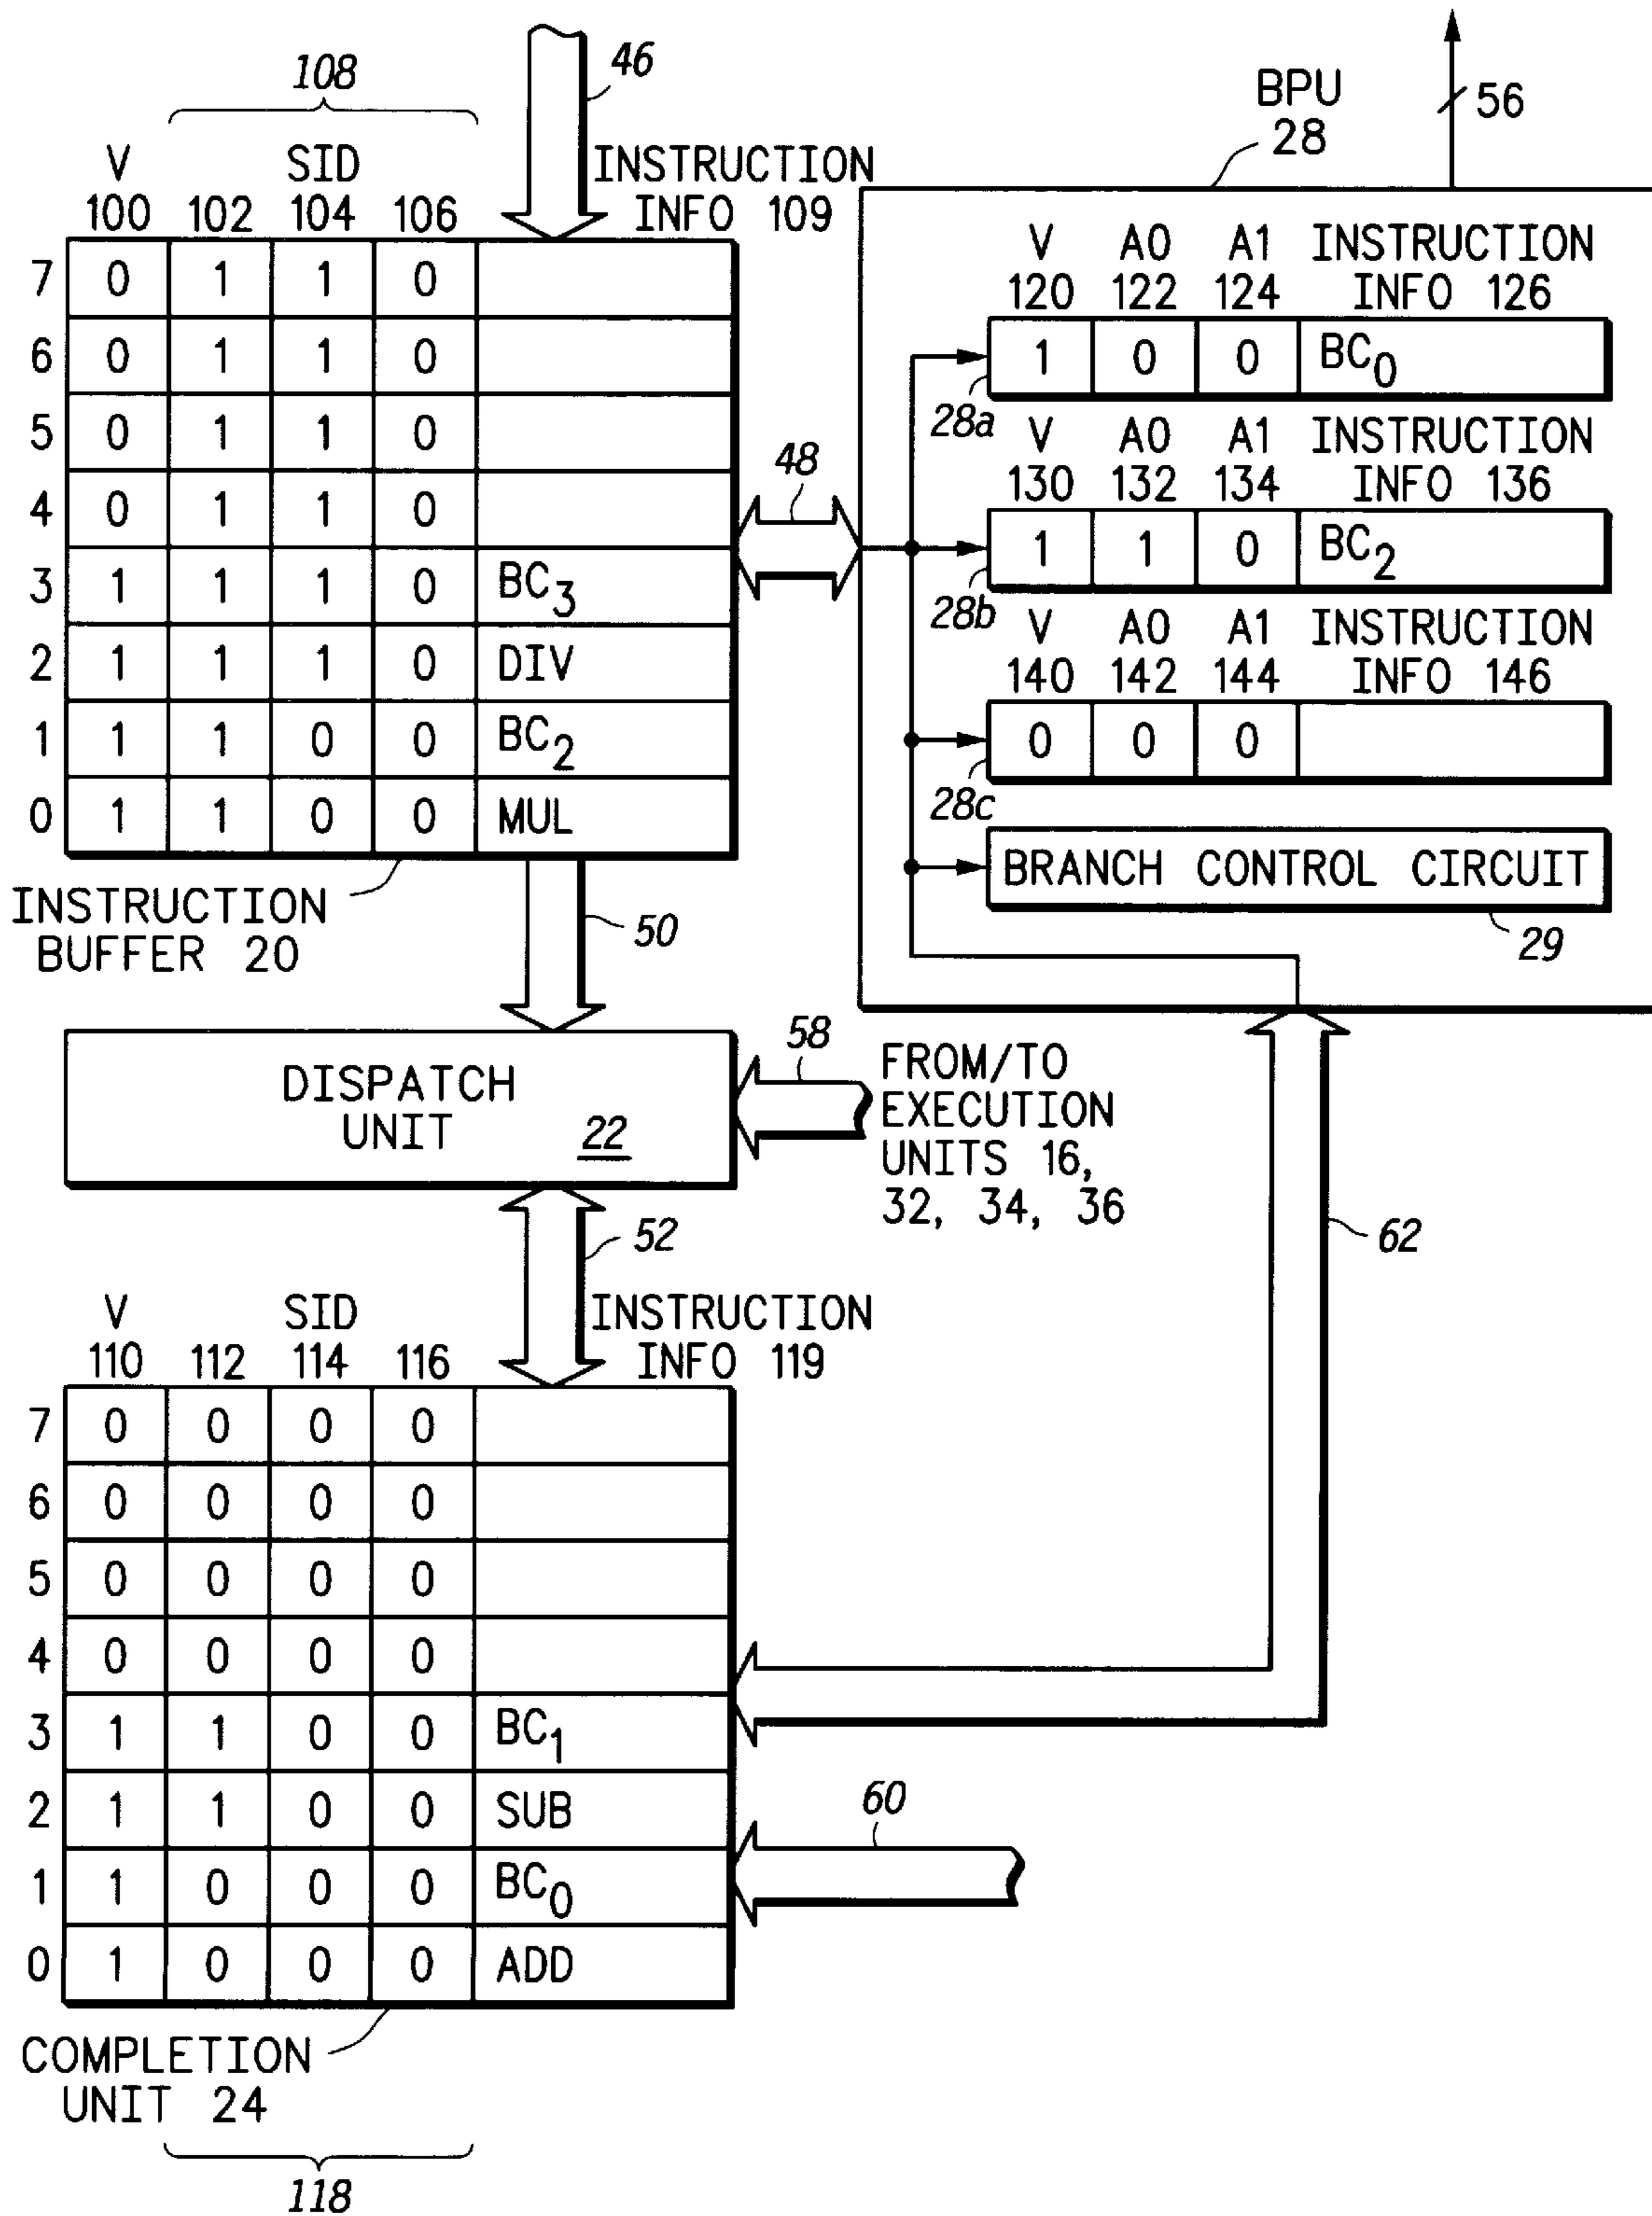 108
46
V SID INSTRUCTION
100 102 104 106 INFO 109
7 0 1 1 0
6 0 1 1 0
5 0 1 1 0
4 0 1 1 0
3 1 1 1 0 BC3
2 1 1 1 0 DIV
1 1 1 0 0 BC2
0 1 1 0 0 MUL
INSTRUCTION
BUFFER 20
50
48
BPU
28
56
V A0 A1 INSTRUCTION
120 122 124 INFO 126
1 0 0 BC0
28a
V A0 A1 INSTRUCTION
130 132 134 INFO 136
1 1 0 BC2
28b
V A0 A1 INSTRUCTION
140 142 144 INFO 146
0 0 0
28c
BRANCH CONTROL CIRCUIT
29
DISPATCH
UNIT 22
58
FROM/TO
EXECUTION
UNITS 16,
32, 34, 36
52
62
V SID INSTRUCTION
110 112 114 116 INFO 119
7 0 0 0 0
6 0 0 0 0
5 0 0 0 0
4 0 0 0 0
3 1 1 0 0 BC1
2 1 1 0 0 SUB
1 1 0 0 0 BC0
0 1 0 0 0 ADD
60
COMPLETION
UNIT 24
118